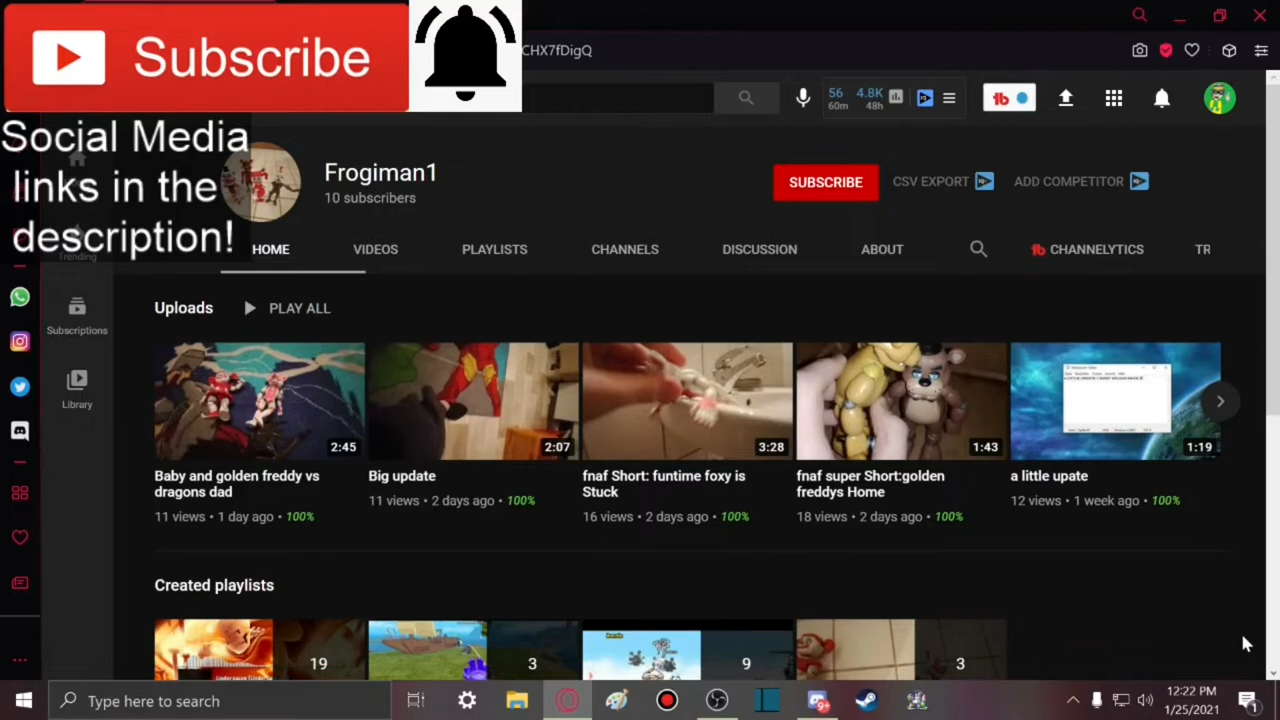 Subscribe
Social Media
links in the
description!
CHX7fDigQ
56
60m
4.8K
48h
Frogiman1
10 subscribers
SUBSCRIBE
CSV EXPORT
ADD COMPETITOR
HOME
VIDEOS
PLAYLISTS
CHANNELS
DISCUSSION
ABOUT
CHANNELYTICS
TR
Trending
Subscriptions
Library
Uploads
PLAY ALL
2:45
2:07
3:28
1:43
1:19
Baby and golden freddy vs
dragons dad
11 views • 1 day ago • 100%
Big update
11 views • 2 days ago • 100%
fnaf Short: funtime foxy is
Stuck
16 views • 2 days ago • 100%
fnaf super Short:golden
freddys Home
18 views • 2 days ago • 100%
a little upate
12 views • 1 week ago • 100%
Created playlists
19
3
9
3
Type here to search
9+
12:22 PM
1/25/2021
1